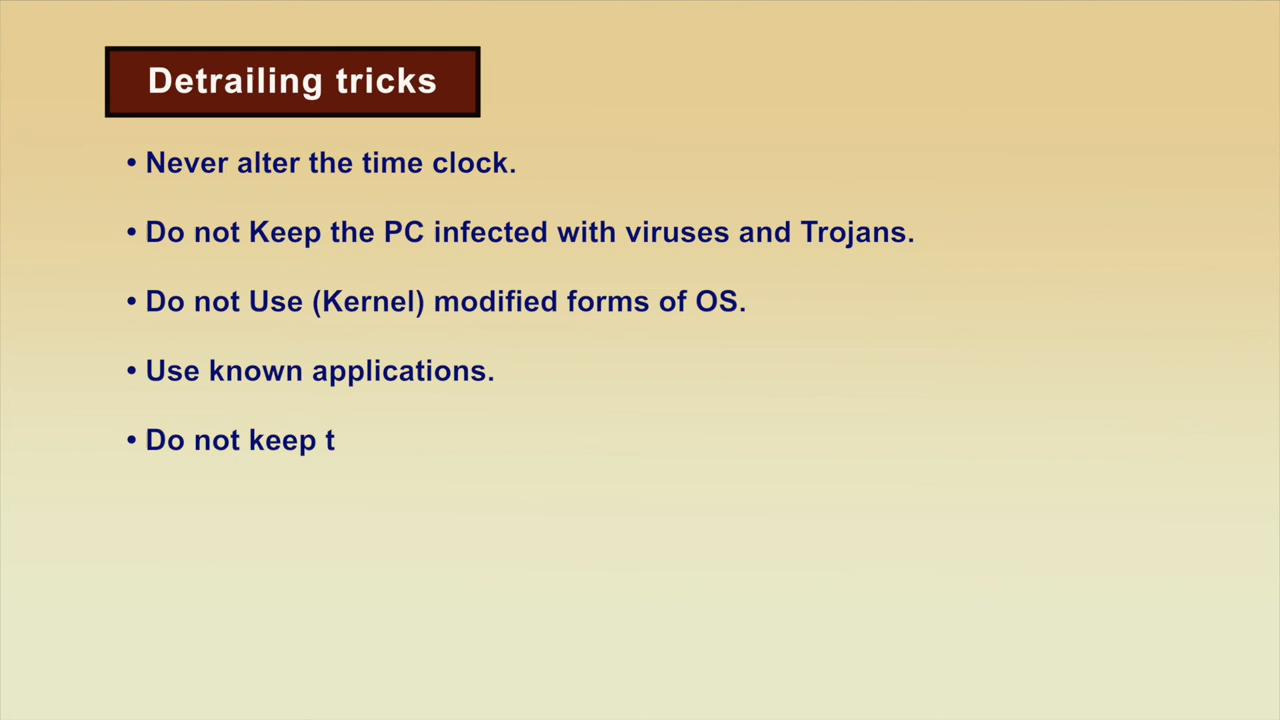 Detrailing tricks
• Never alter the time clock.
• Do not Keep the PC infected with viruses and Trojans.
• Do not Use (Kernel) modified forms of OS.
• Use known applications.
• Do not keep t